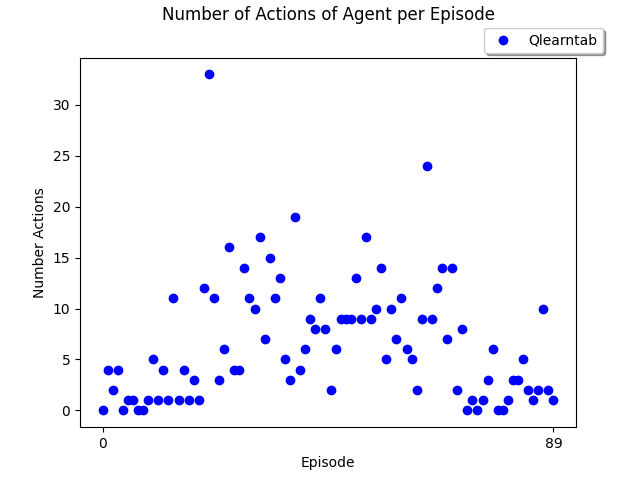 Number of Actions of Agent per Episode
Qlearntab
30
25
20
15
10
5
0
Number Actions
0 89
Episode